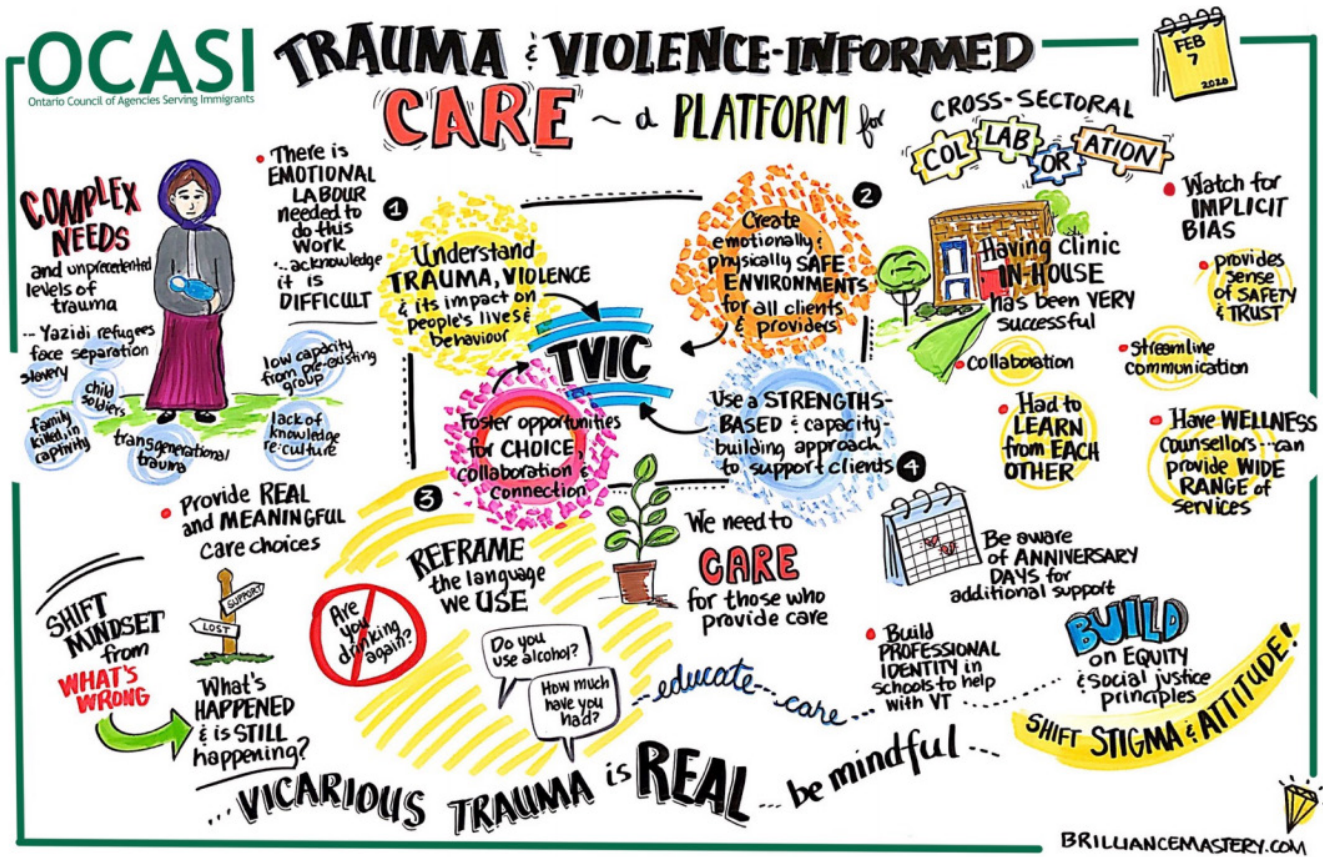 OCASI
Ontario Council of Agencies Serving Immigrants
TRAUMA & VIOLENCE-INFORMED
CARE ~ a PLATFORM for
CROSS-SECTORAL
COL LAB OR ATION
FEB
7
2020
COMPLEX
NEEDS
and unprecedented
levels of
trauma
... Yazidi refugees
face separation
slavery
child
soldiers
family
killed, in
captivity
transgenerational
trauma
low capacity
from pre-existing
group
lack of
knowledge
re: culture
• There is
EMOTIONAL
LABOUR
needed to
do this
work
... acknowledge
it is
DIFFICULT
1
Understand
TRAUMA, VIOLENCE
& its impact on
people's lives &
behaviour
2
Create
emotionally &
physically SAFE
ENVIRONMENTS
for all clients
& providers
TVIC
3
Foster opportunities
for CHOICE,
collaboration &
connection
4
Use a STRENGTHS-
BASED & capacity-
building approach
to support clients
Having clinic
IN-HOUSE
has been VERY
successful
• Watch for
IMPLICIT
BIAS
• provides
sense
of SAFETY
& TRUST
• Collaboration
• Streamline
communication
• Had to
LEARN
from EACH
OTHER
• Have WELLNESS
Counsellors ... can
provide WIDE
RANGE of
services
• Provide REAL
and MEANINGFUL
care choices
SHIFT
MINDSET
from
WHAT'S
WRONG
SUPPORT
LOST
What's
HAPPENED
& is STILL
happening?
REFRAME
the language
we USE
Are
you
drinking
again?
Do you
use alcohol?
How much
have you
had?
We need to
CARE
for those who
provide care
Be aware
of ANNIVERSARY
DAYS for
additional support
educate... care...
• Build
PROFESSIONAL
IDENTITY in
schools to help
with VT
BUILD
on EQUITY
& social justice
principles
SHIFT STIGMA & ATTITUDE!
... VICARIOUS TRAUMA is REAL ... be mindful ...
BRILLIANCEMASTERY.COM